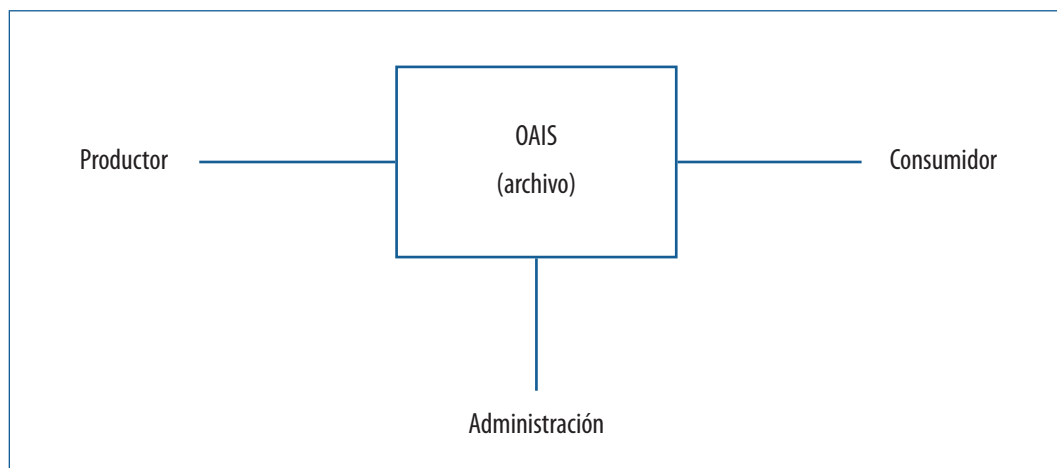 OAIS
(archivo)
Productor
Consumidor
Administración